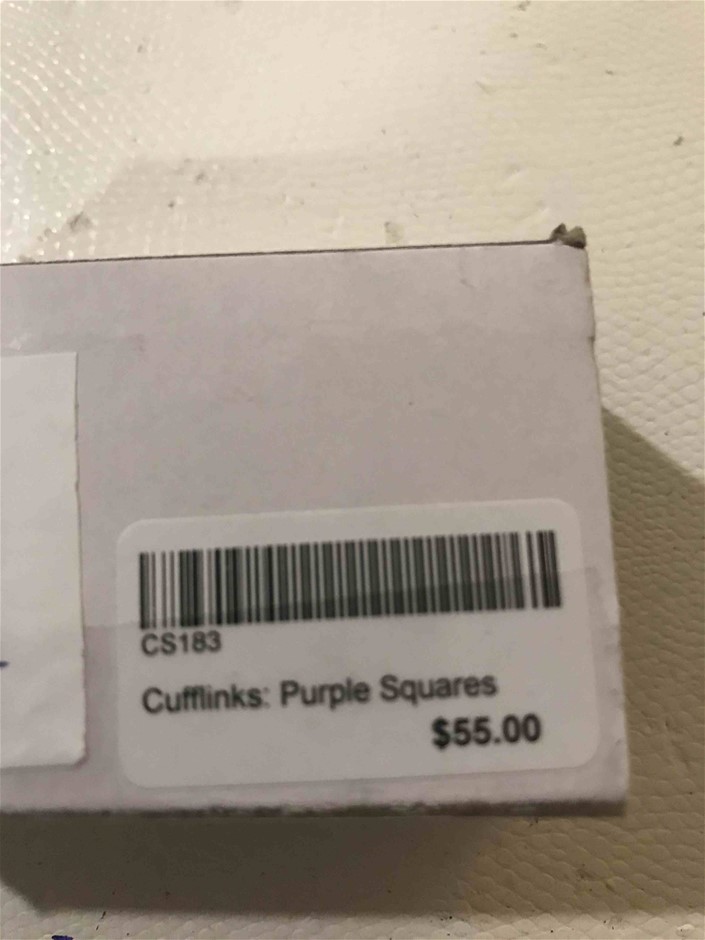 CS183
Cufflinks: Purple Squares
$55.00